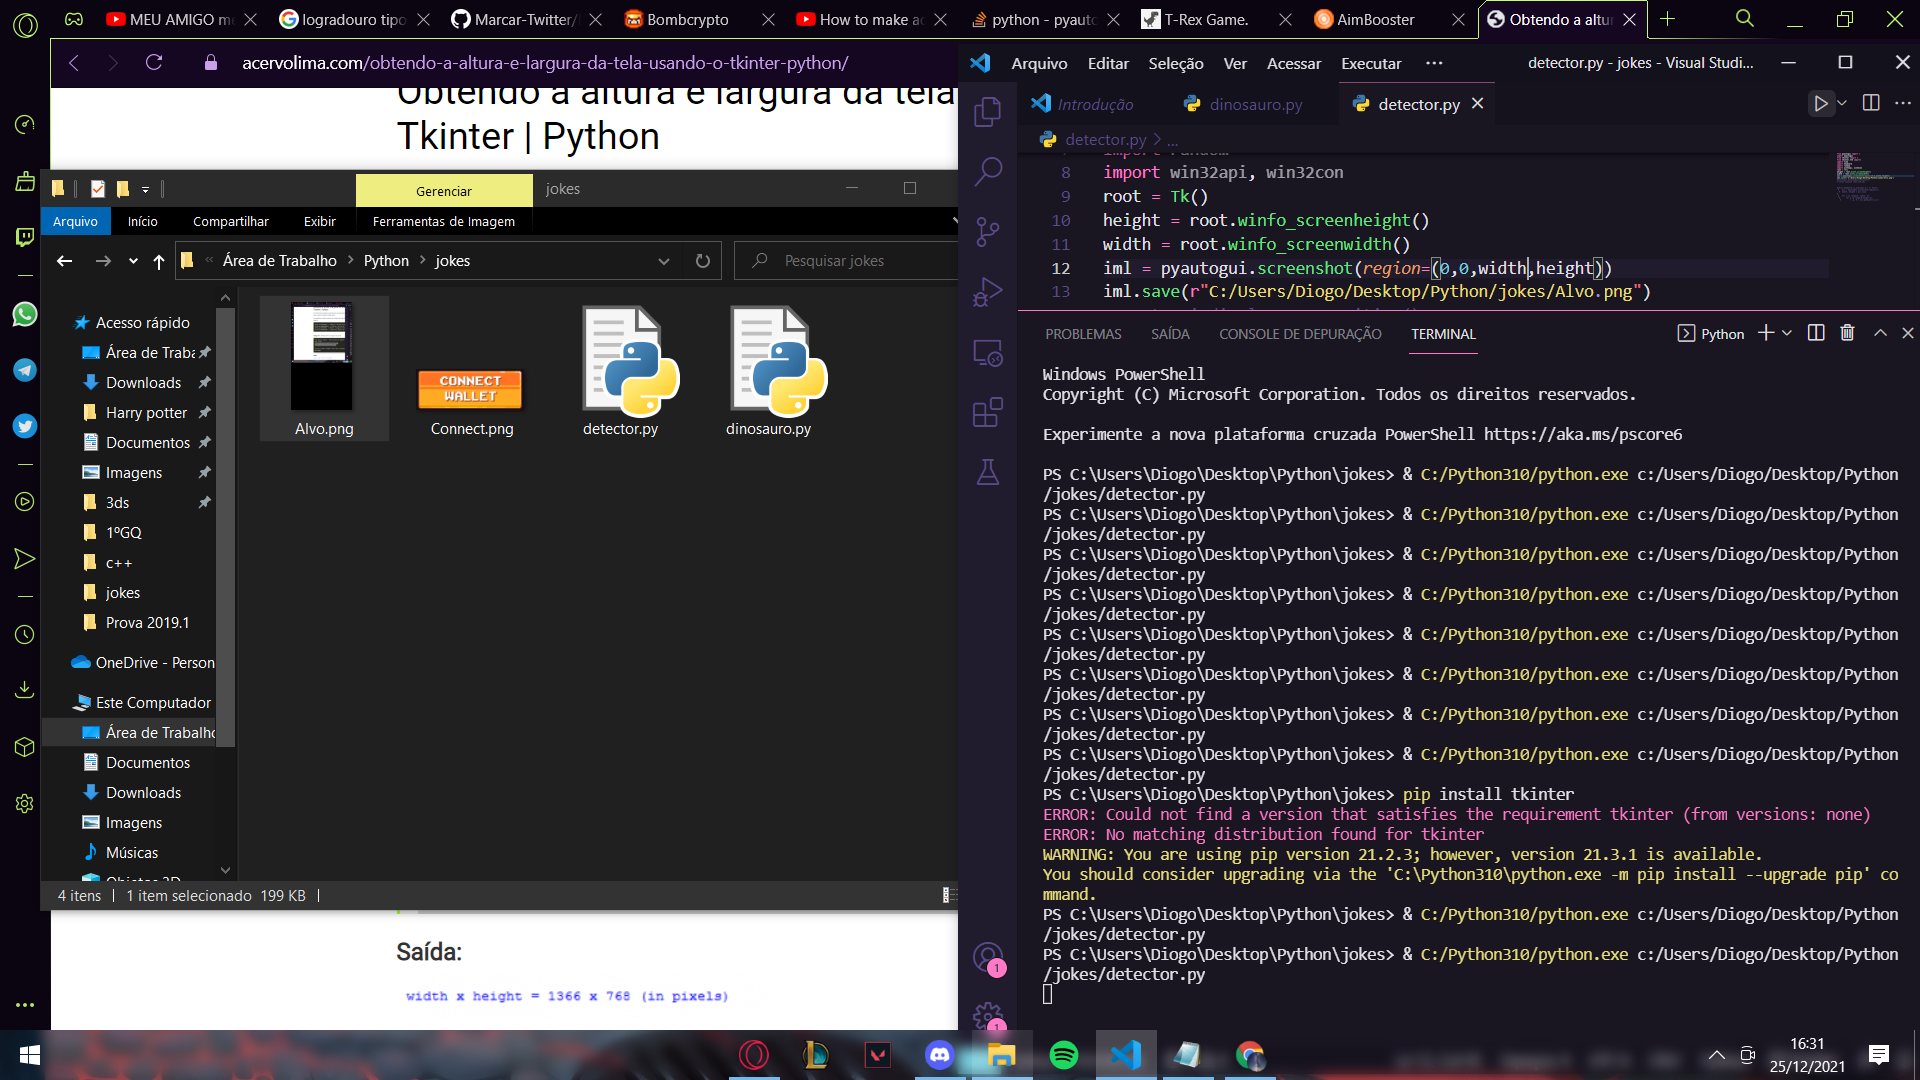 MEU AMIGO m
logradouro tipo
Marcar-Twitter/
Bombcrypto
How to make a
python - pyauto
T-Rex Game.
AimBooster
Obtendo a altur
acervolima.com/obtendo-a-altura-e-largura-da-tela-usando-o-tkinter-python/
Obtendo a altura e largura da tela
Tkinter | Python
Gerenciar
jokes
Arquivo
Início
Compartilhar
Exibir
Ferramentas de Imagem
Área de Trabalho
Python
jokes
Pesquisar jokes
Acesso rápido
Área de Traba
Downloads
Harry potter
Documentos
Imagens
3ds
1ºGQ
c++
jokes
Prova 2019.1
OneDrive - Person
Este Computador
Área de Trabalho
Documentos
Downloads
Imagens
Músicas
Objetos 3D
CONNECT
WALLET
Alvo.png
Connect.png
detector.py
dinosauro.py
4 itens
1 item selecionado 199 KB
Saída:
width x height = 1366 x 768 (in pixels)
Arquivo
Editar
Seleção
Ver
Acessar
Executar
···
detector.py - jokes - Visual Studi...
Introdução
dinosauro.py
detector.py
detector.py > ...
7 import random
8 import win32api, win32con
9 root = Tk()
10 height = root.winfo_screenheight()
11 width = root.winfo_screenwidth()
12 iml = pyautogui.screenshot(region=(0,0,width,height))
13 iml.save(r"C:/Users/Diogo/Desktop/Python/jokes/Alvo.png")
PROBLEMAS
SAÍDA
CONSOLE DE DEPURAÇÃO
TERMINAL
Python
Windows PowerShell
Copyright (C) Microsoft Corporation. Todos os direitos reservados.
Experimente a nova plataforma cruzada PowerShell https://aka.ms/pscore6
PS C:\Users\Diogo\Desktop\Python\jokes> & C:/Python310/python.exe c:/Users/Diogo/Desktop/Python
/jokes/detector.py
PS C:\Users\Diogo\Desktop\Python\jokes> & C:/Python310/python.exe c:/Users/Diogo/Desktop/Python
/jokes/detector.py
PS C:\Users\Diogo\Desktop\Python\jokes> & C:/Python310/python.exe c:/Users/Diogo/Desktop/Python
/jokes/detector.py
PS C:\Users\Diogo\Desktop\Python\jokes> & C:/Python310/python.exe c:/Users/Diogo/Desktop/Python
/jokes/detector.py
PS C:\Users\Diogo\Desktop\Python\jokes> & C:/Python310/python.exe c:/Users/Diogo/Desktop/Python
/jokes/detector.py
PS C:\Users\Diogo\Desktop\Python\jokes> & C:/Python310/python.exe c:/Users/Diogo/Desktop/Python
/jokes/detector.py
PS C:\Users\Diogo\Desktop\Python\jokes> & C:/Python310/python.exe c:/Users/Diogo/Desktop/Python
/jokes/detector.py
PS C:\Users\Diogo\Desktop\Python\jokes> & C:/Python310/python.exe c:/Users/Diogo/Desktop/Python
/jokes/detector.py
PS C:\Users\Diogo\Desktop\Python\jokes> pip install tkinter
ERROR: Could not find a version that satisfies the requirement tkinter (from versions: none)
ERROR: No matching distribution found for tkinter
WARNING: You are using pip version 21.2.3; however, version 21.3.1 is available.
You should consider upgrading via the 'C:\Python310\python.exe -m pip install --upgrade pip' co
mmand.
PS C:\Users\Diogo\Desktop\Python\jokes> & C:/Python310/python.exe c:/Users/Diogo/Desktop/Python
/jokes/detector.py
PS C:\Users\Diogo\Desktop\Python\jokes> & C:/Python310/python.exe c:/Users/Diogo/Desktop/Python
/jokes/detector.py
1
1
16:31
25/12/2021